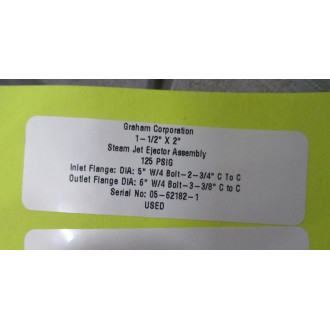 Graham Corporation
1-1/2" X 2"
Steam Jet Ejector Assembly
125 PSIG
Inlet Flange: DIA: 5" W/4 Bolt-2-3/4" C To C
Outlet Flange DIA: 6" W/4 Bolt-3-3/8" C to C
Serial No: 05-62182-1
USED